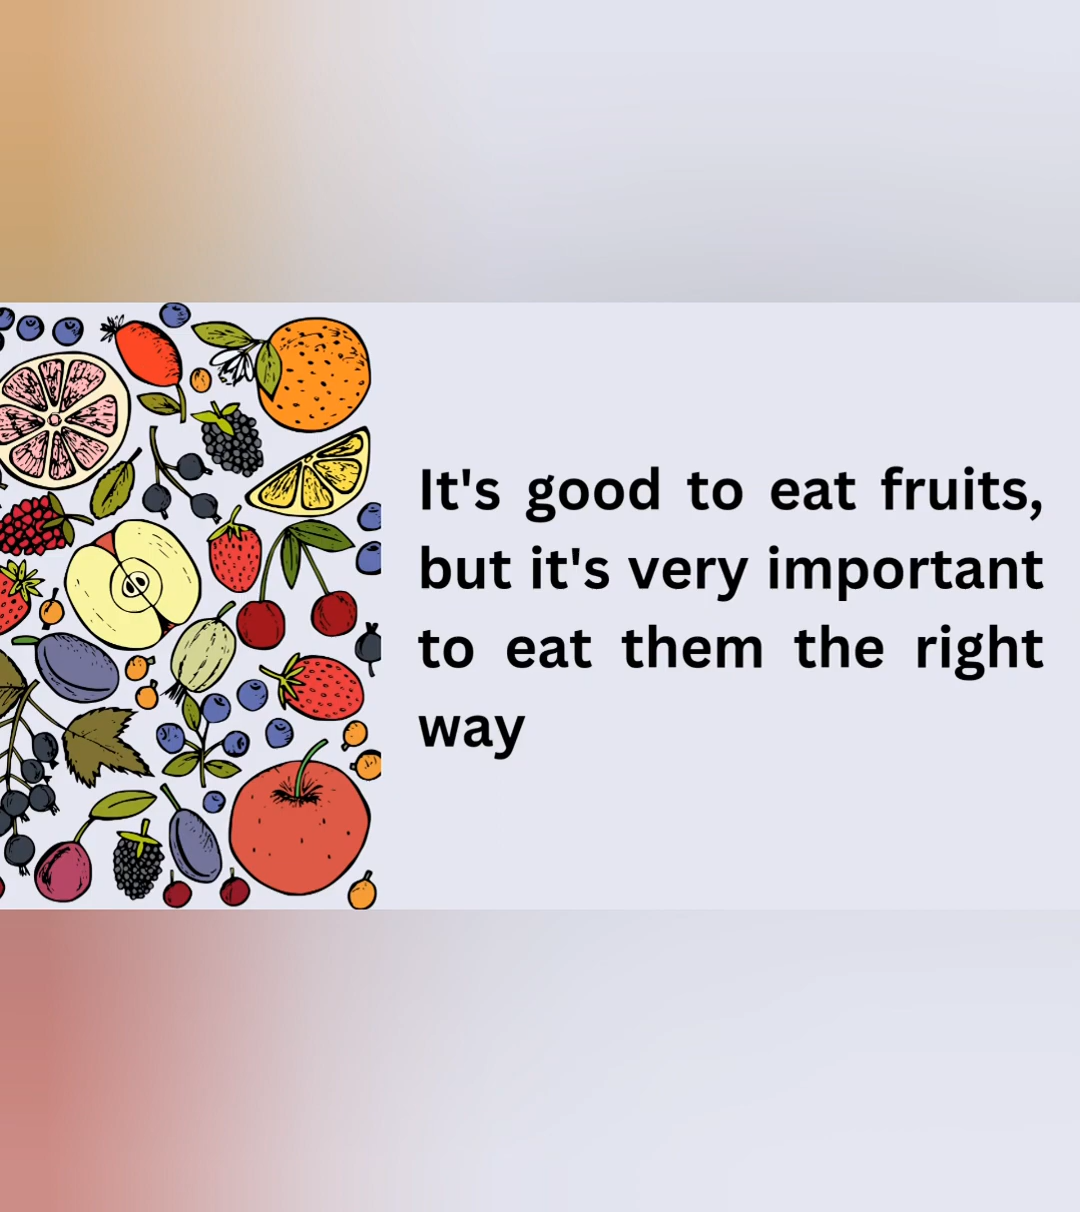 It's good to eat fruits,
but it's very important
to eat them the right
way